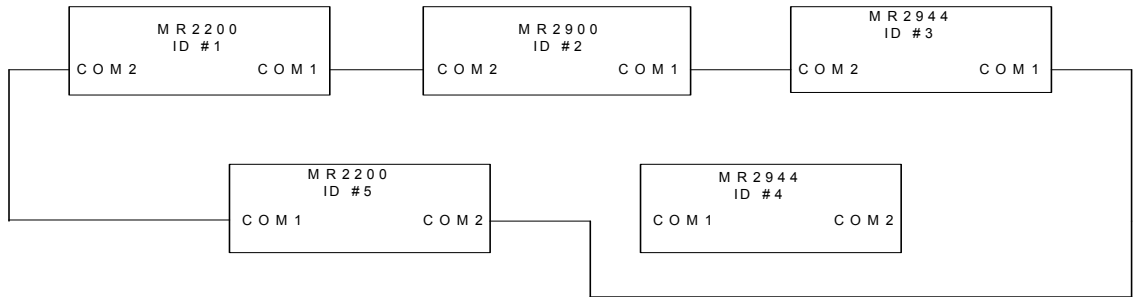 MR2200
ID #1
COM2 COM1
MR2900
ID #2
COM2 COM1
MR2944
ID #3
COM2 COM1
MR2200
ID #5
COM1 COM2
MR2944
ID #4
COM1 COM2